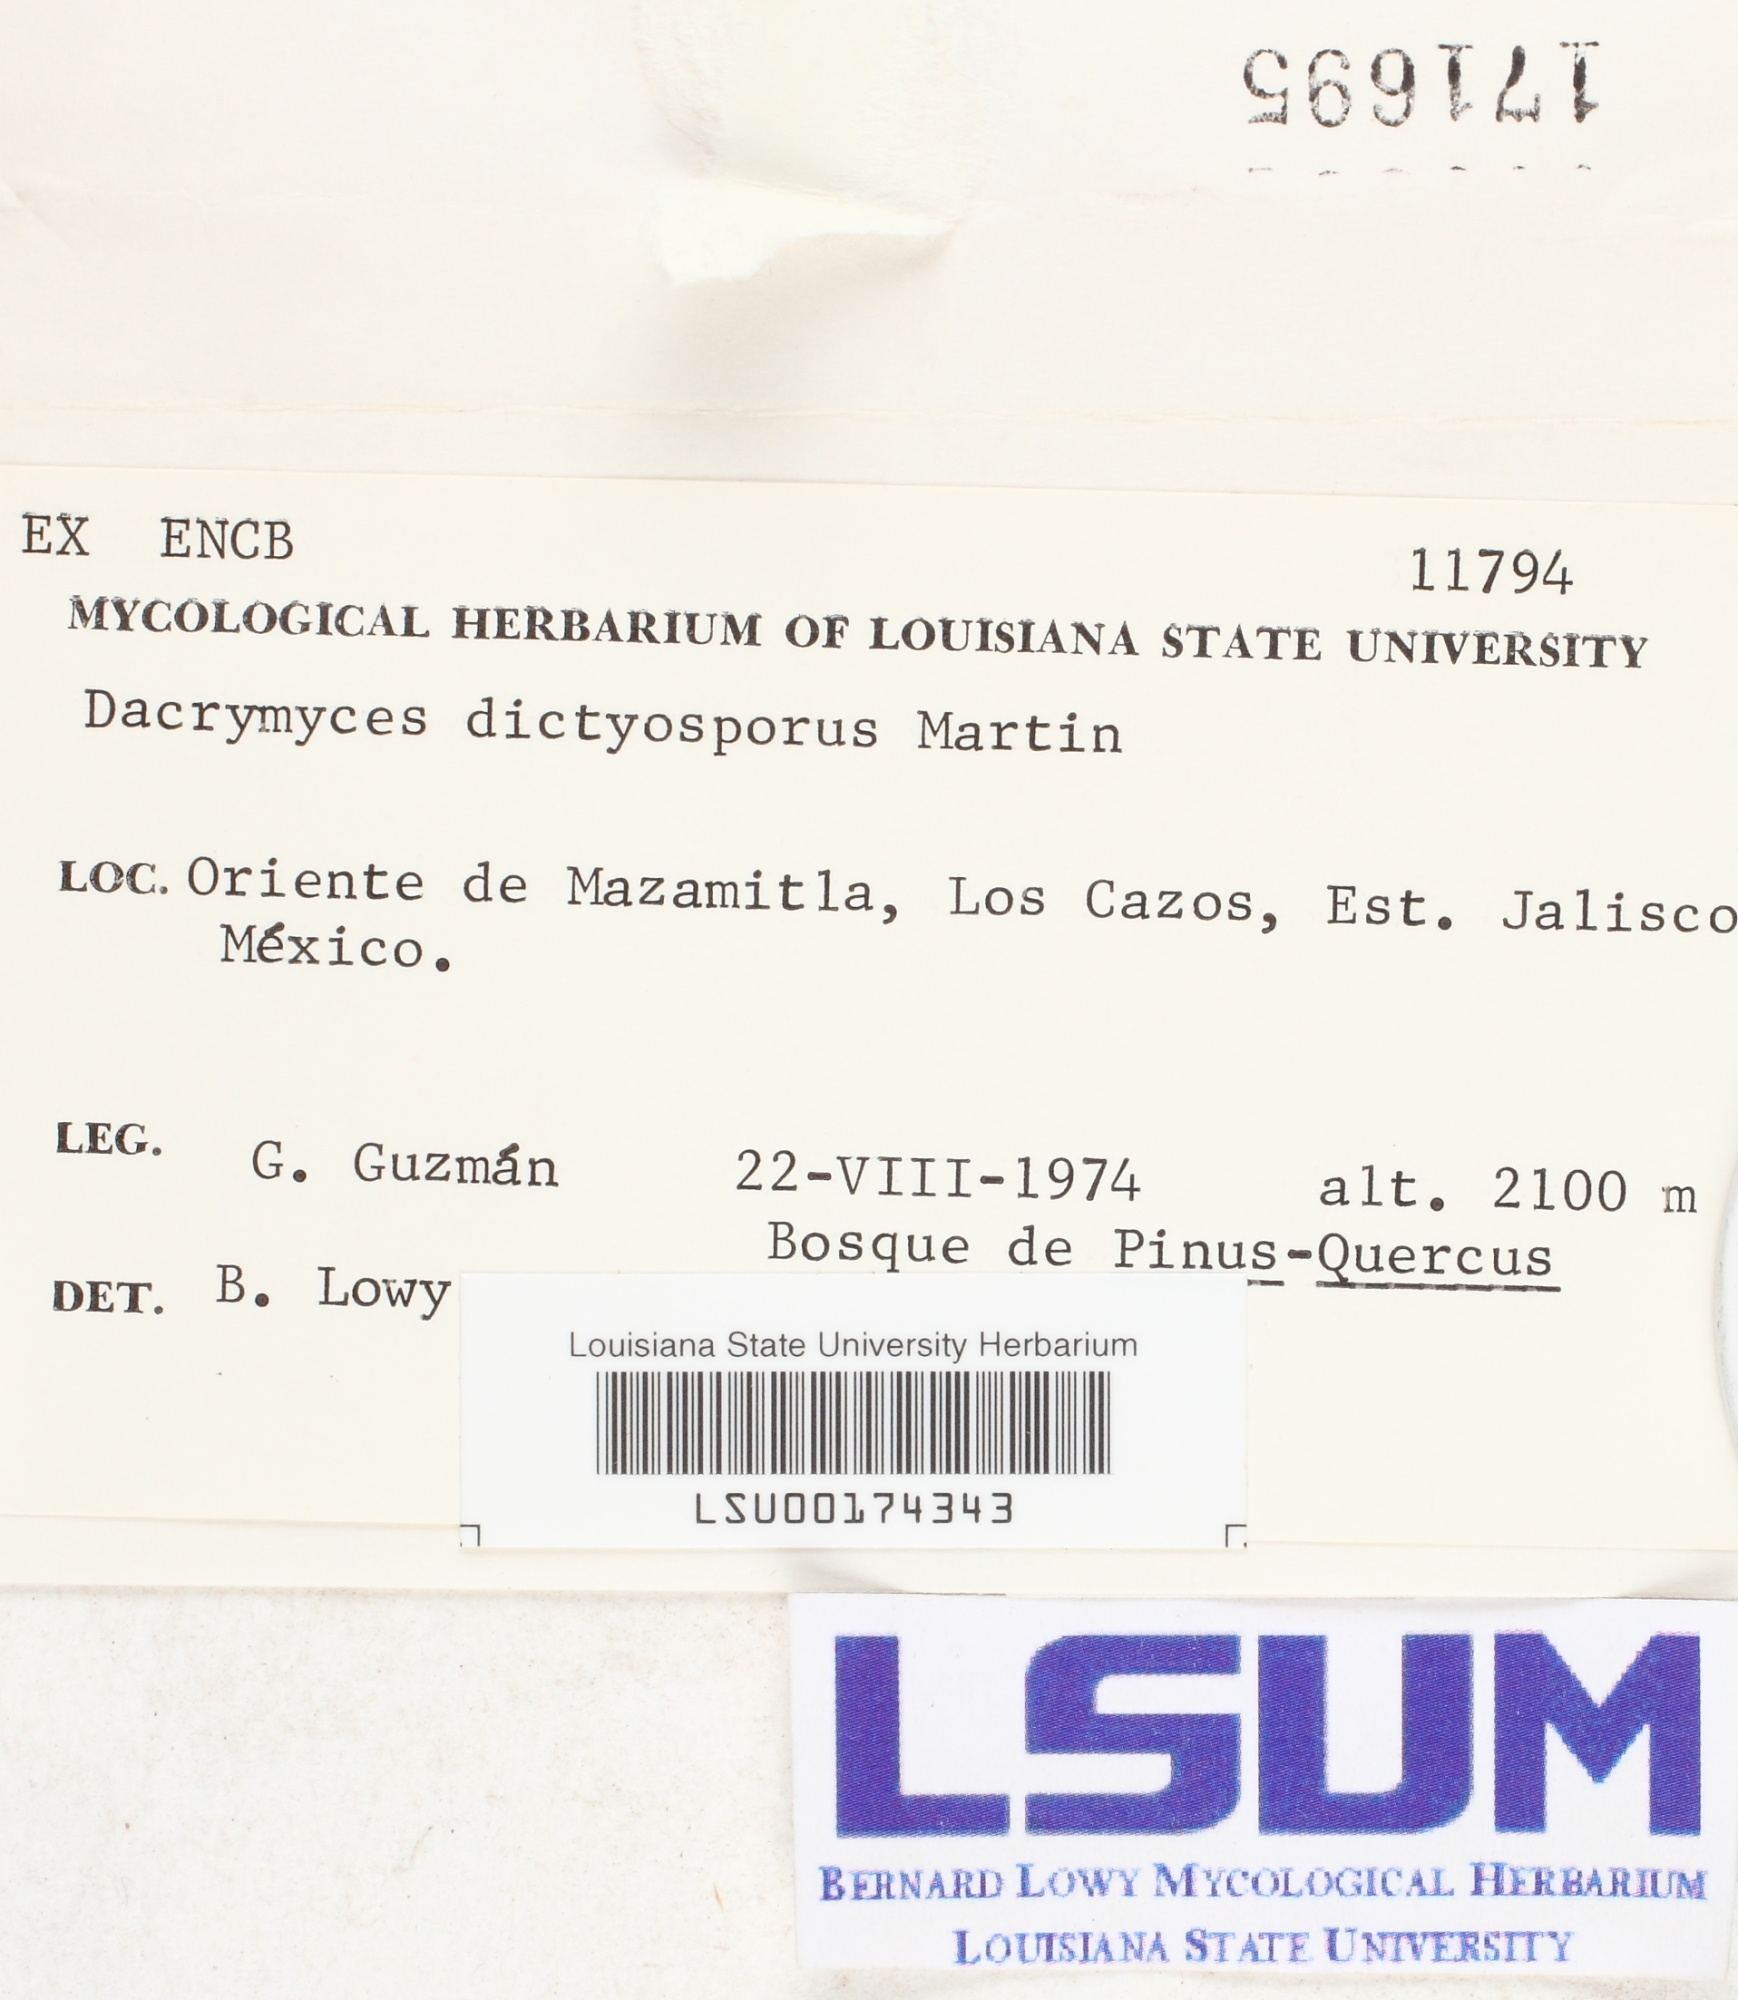 171695
EX ENCB
11794
MYCOLOGICAL HERBARIUM OF LOUISIANA STATE UNIVERSITY
Dacrymyces dictyosporus Martin
LOC. Oriente de Mazamitla, Los Cazos, Est. Jalisco
México.
LEG. G. Guzmán 22-VIII-1974 alt. 2100 m
Bosque de Pinus-Quercus
DET. B. Lowy
Louisiana State University Herbarium
LSU00174343
LSUM
BERNARD LOWY MYCOLOGICAL HERBARIUM
LOUISIANA STATE UNIVERSITY